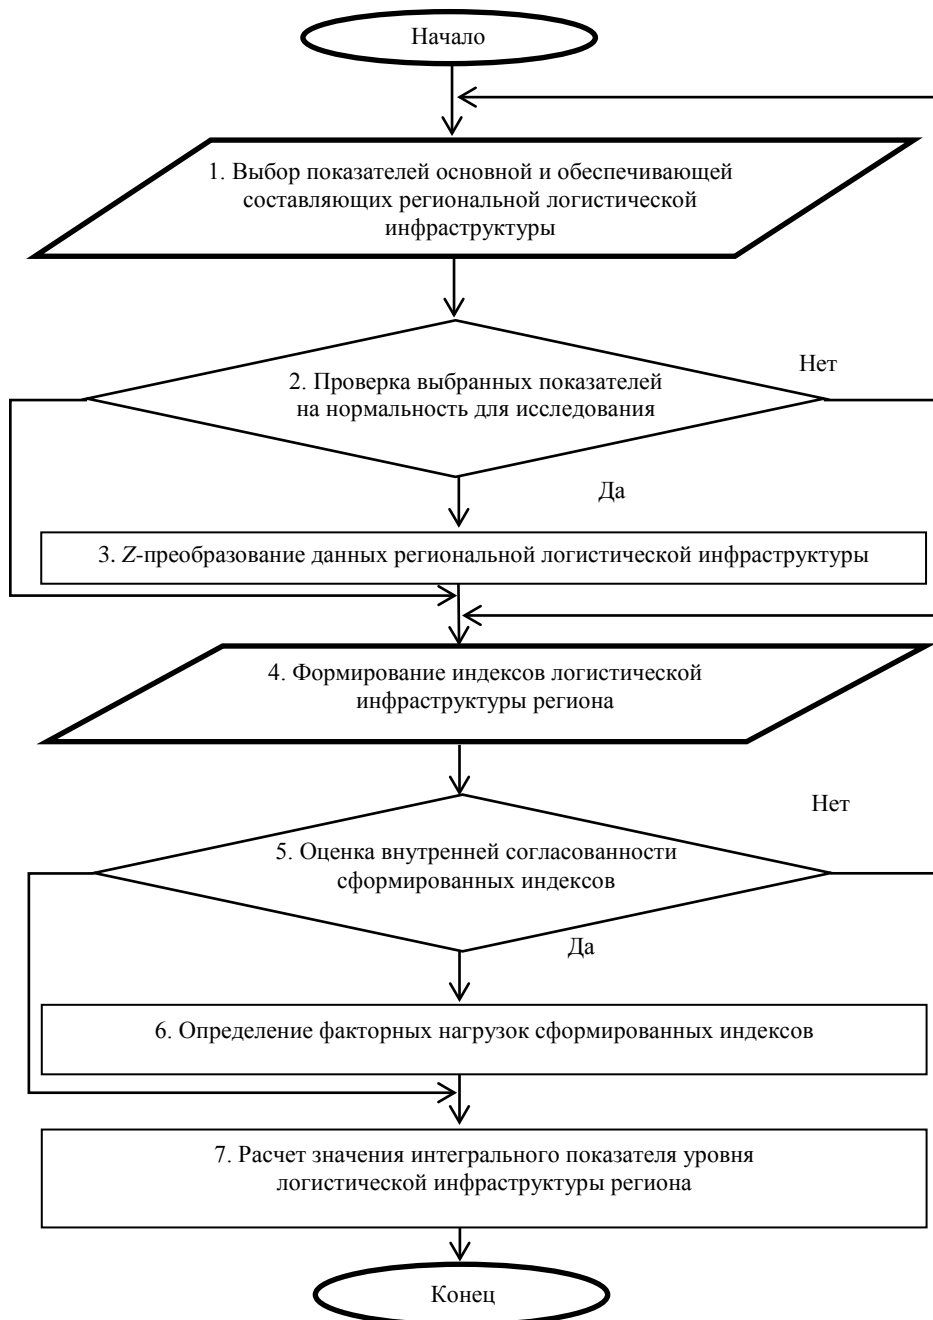 Начало
1. Выбор показателей основной и обеспечивающей
составляющих региональной логистической
инфраструктуры
Нет
2. Проверка выбранных показателей
на нормальность для исследования
Да
3. Z-преобразование данных региональной логистической инфраструктуры
4. Формирование индексов логистической
инфраструктуры региона
Нет
5. Оценка внутренней согласованности
сформированных индексов
Да
6. Определение факторных нагрузок сформированных индексов
7. Расчет значения интегрального показателя уровня
логистической инфраструктуры региона
Конец